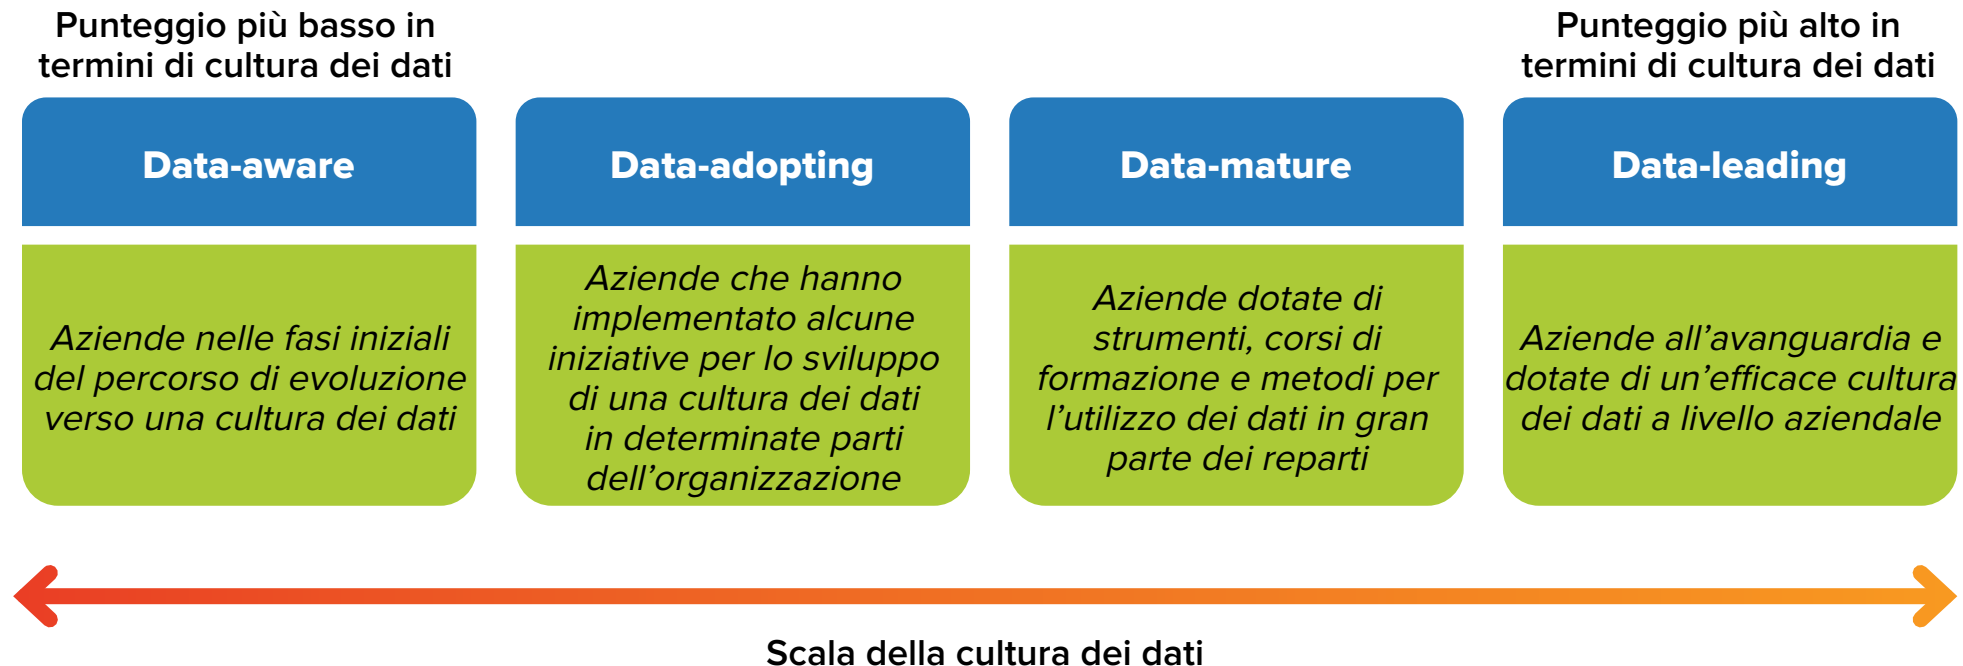 Punteggio più basso in
termini di cultura dei dati
Punteggio più alto in
termini di cultura dei dati
Data-aware
Data-adopting
Data-mature
Data-leading
Aziende nelle fasi iniziali
del percorso di evoluzione
verso una cultura dei dati
Aziende che hanno
implementato alcune
iniziative per lo sviluppo
di una cultura dei dati
in determinate parti
dell’organizzazione
Aziende dotate di
strumenti, corsi di
formazione e metodi per
l’utilizzo dei dati in gran
parte dei reparti
Aziende all’avanguardia e
dotate di un’efficace cultura
dei dati a livello aziendale
Scala della cultura dei dati